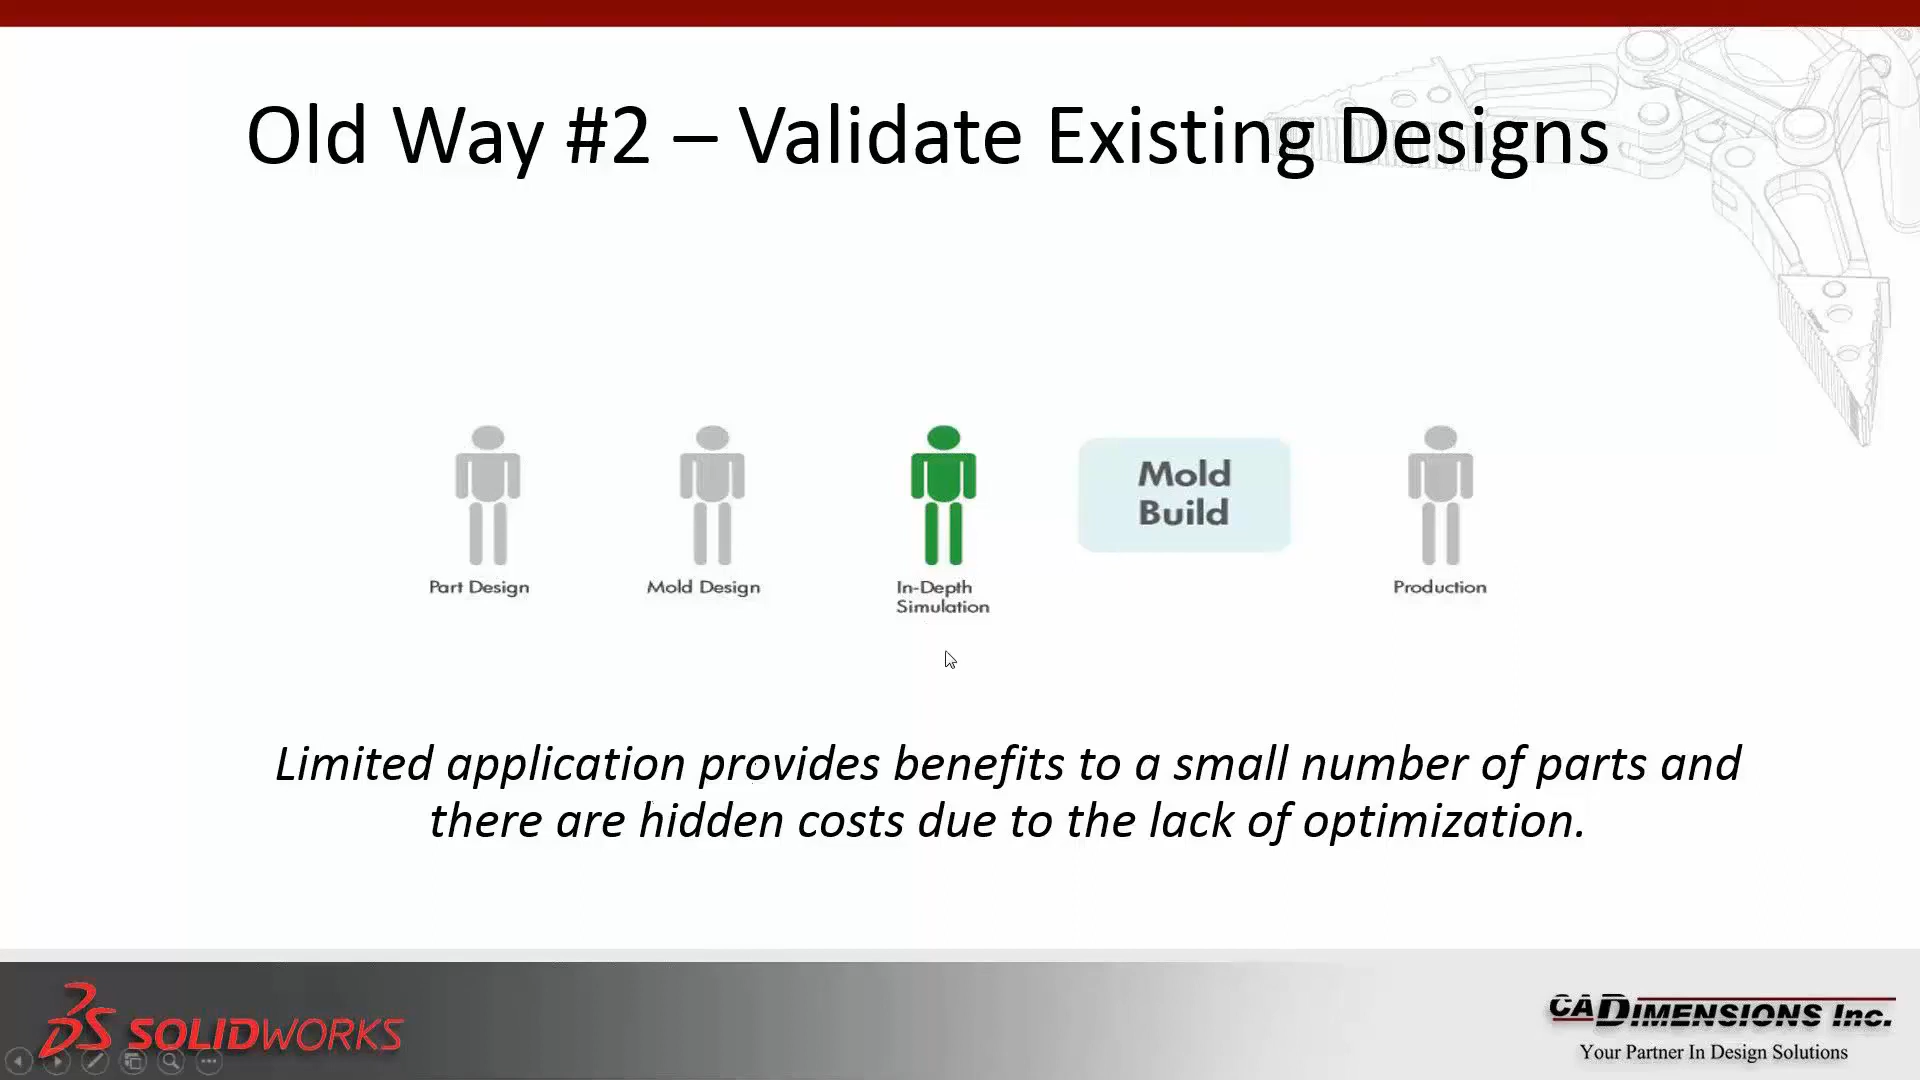 Old Way #2 – Validate Existing Designs
Mold
Build
Part Design
Mold Design
In-Depth
Simulation
Production
Limited application provides benefits to a small number of parts and
there are hidden costs due to the lack of optimization.
SOLIDWORKS
CADIMENSIONS Inc.
Your Partner In Design Solutions